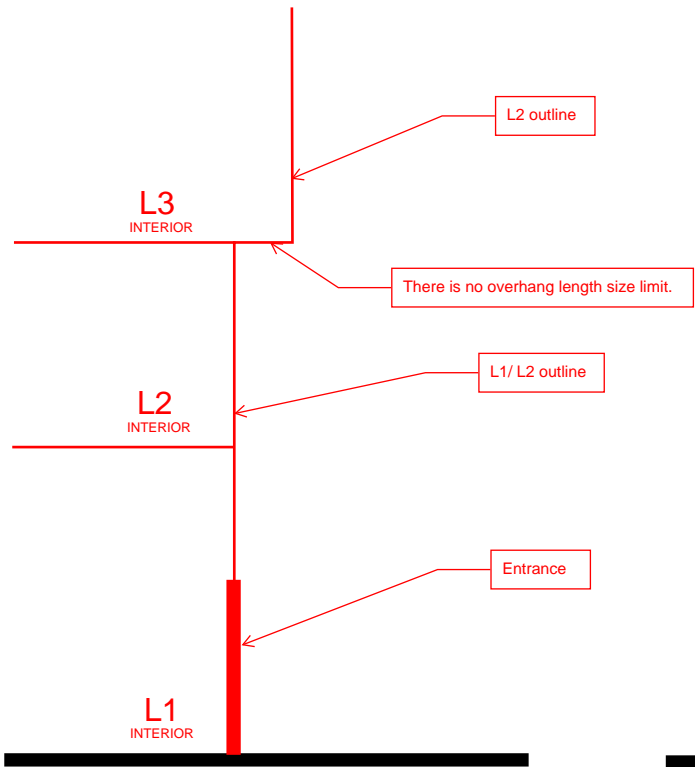 L2 outline
L3
INTERIOR
There is no overhang length size limit.
L1/ L2 outline
L2
INTERIOR
Entrance
L1
INTERIOR